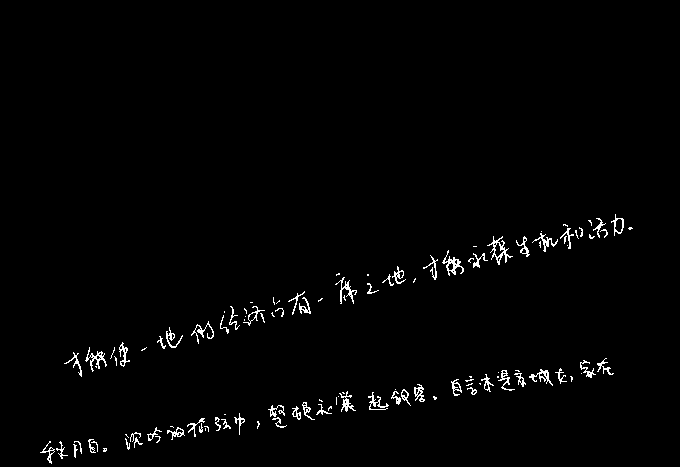 才能使一地的经济占有一席之地，才能永葆生机和活力。
秋月白。沉吟放拨弦中，整顿衣裳起敛容。自言本是京城女，家在